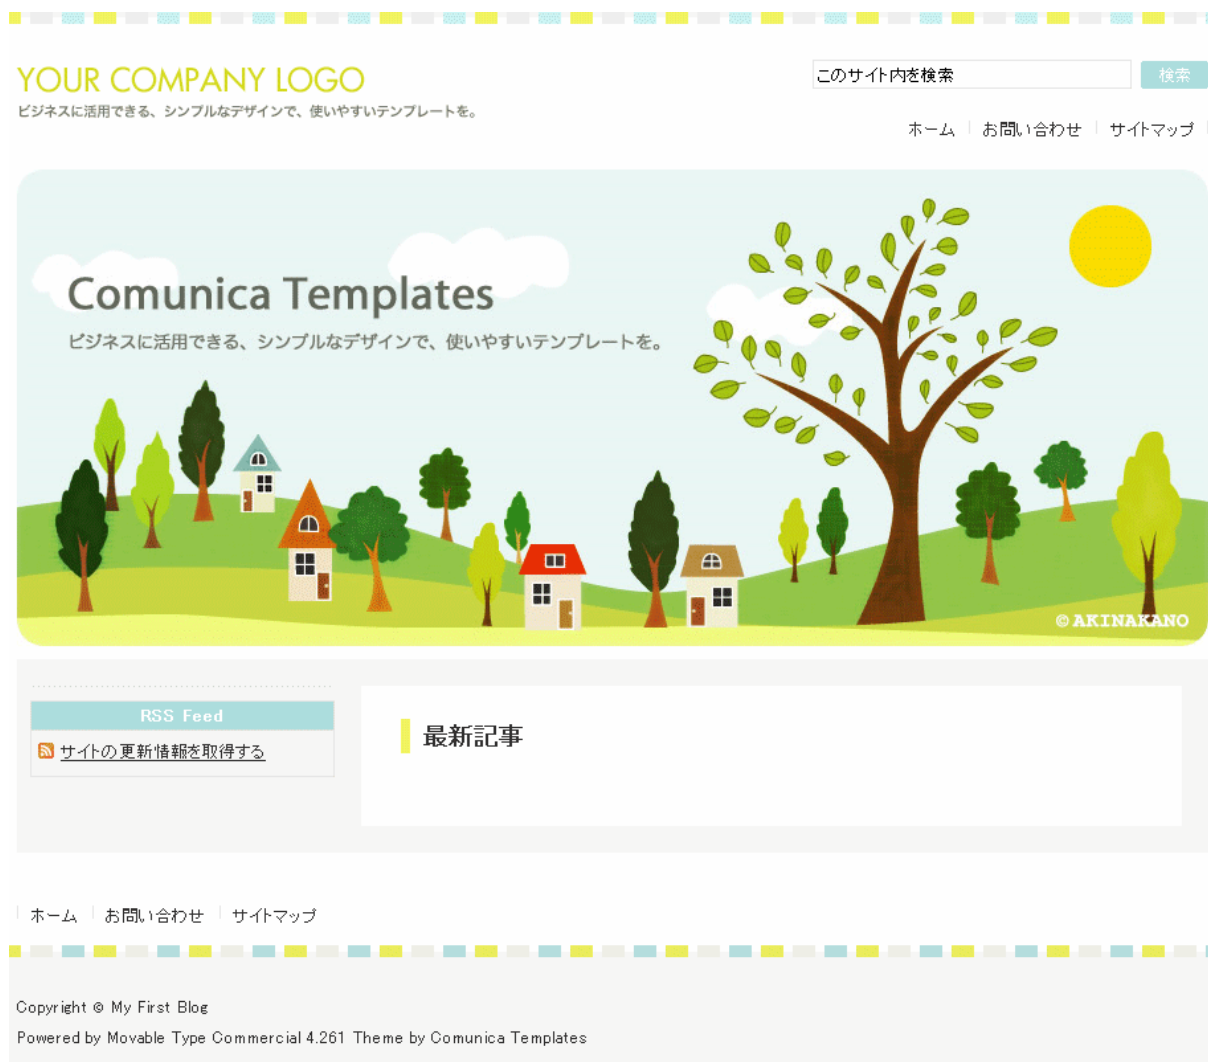 YOUR COMPANY LOGO
ビジネスに活用できる、シンプルなデザインで、使いやすいテンプレートを。
このサイト内を検索 検索
ホーム お問い合わせ サイトマップ
Comunica Templates
ビジネスに活用できる、シンプルなデザインで、使いやすいテンプレートを。
© AKINAKANO
RSS Feed
サイトの更新情報を取得する
最新記事
ホーム お問い合わせ サイトマップ
Copyright © My First Blog
Powered by Movable Type Commercial 4.261 Theme by Comunica Templates